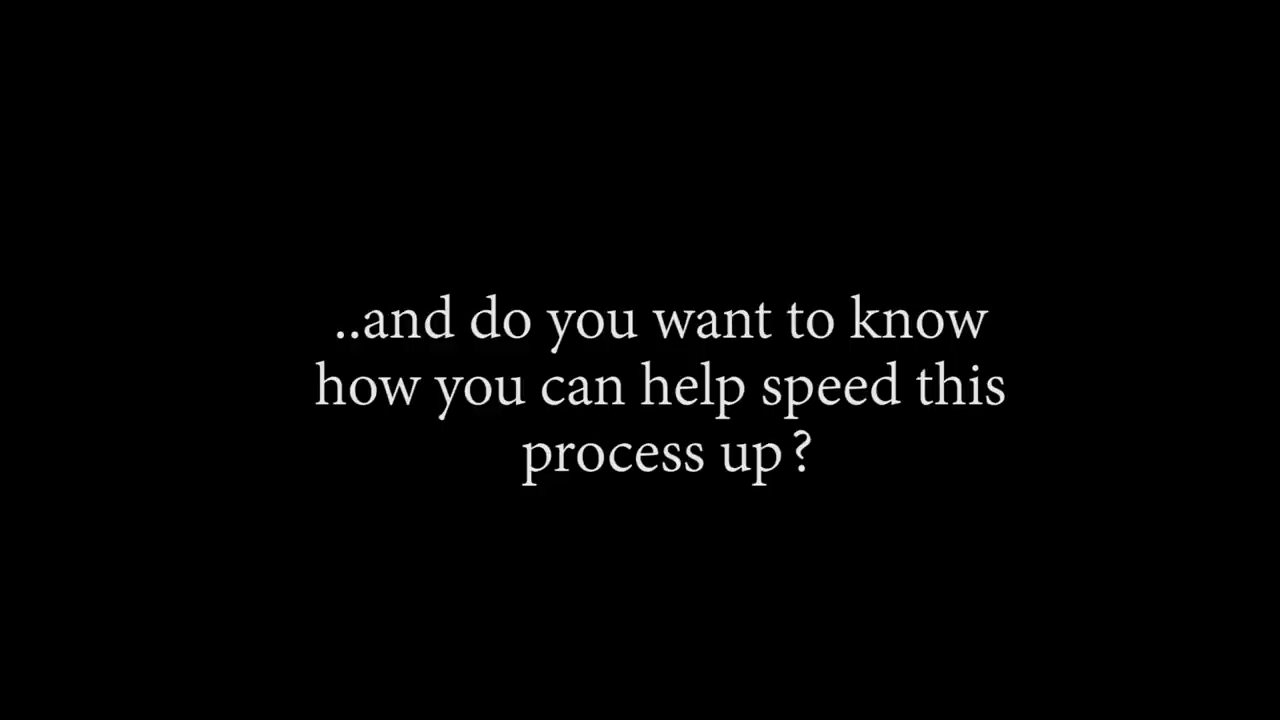 ..and do you want to know
how you can help speed this
process up?